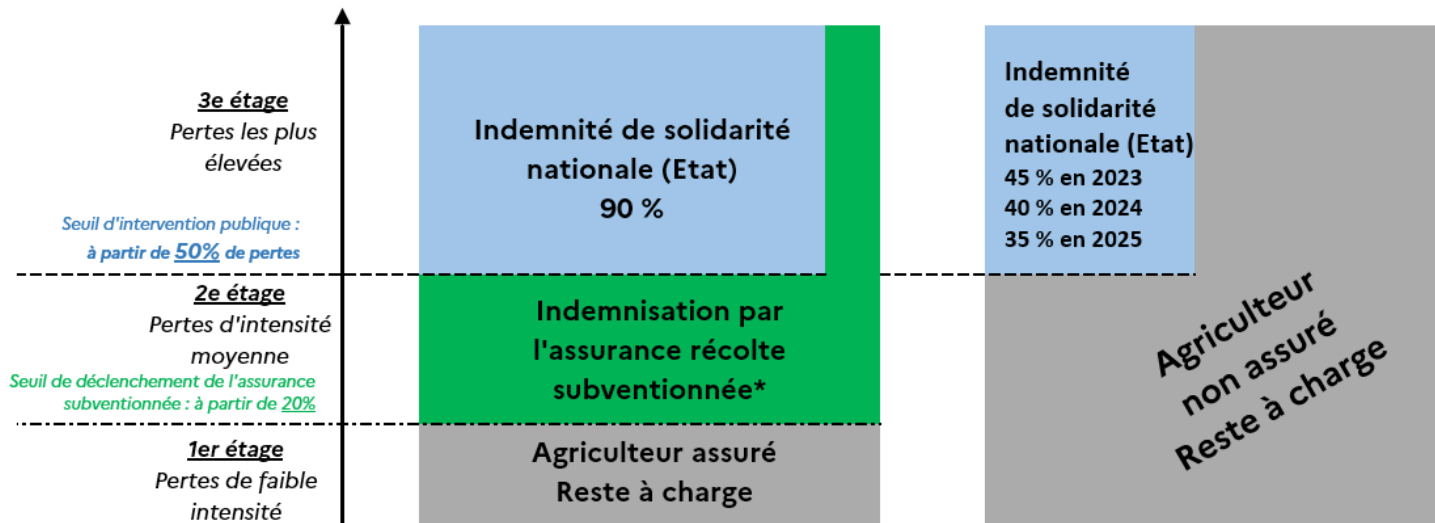 3e étage
Pertes les plus
élevées
Seuil d'intervention publique :
à partir de 50% de pertes
2e étage
Pertes d'intensité
moyenne
Seuil de déclenchement de l'assurance
subventionnée : à partir de 20%
1er étage
Pertes de faible
intensité
Indemnité de solidarité
nationale (Etat)
90 %
Indemnisation par
l'assurance récolte
subventionnée*
Agriculteur assuré
Reste à charge
Indemnité
de solidarité
nationale (Etat)
45 % en 2023
40 % en 2024
35 % en 2025
Agriculteur
non assuré
Reste à charge